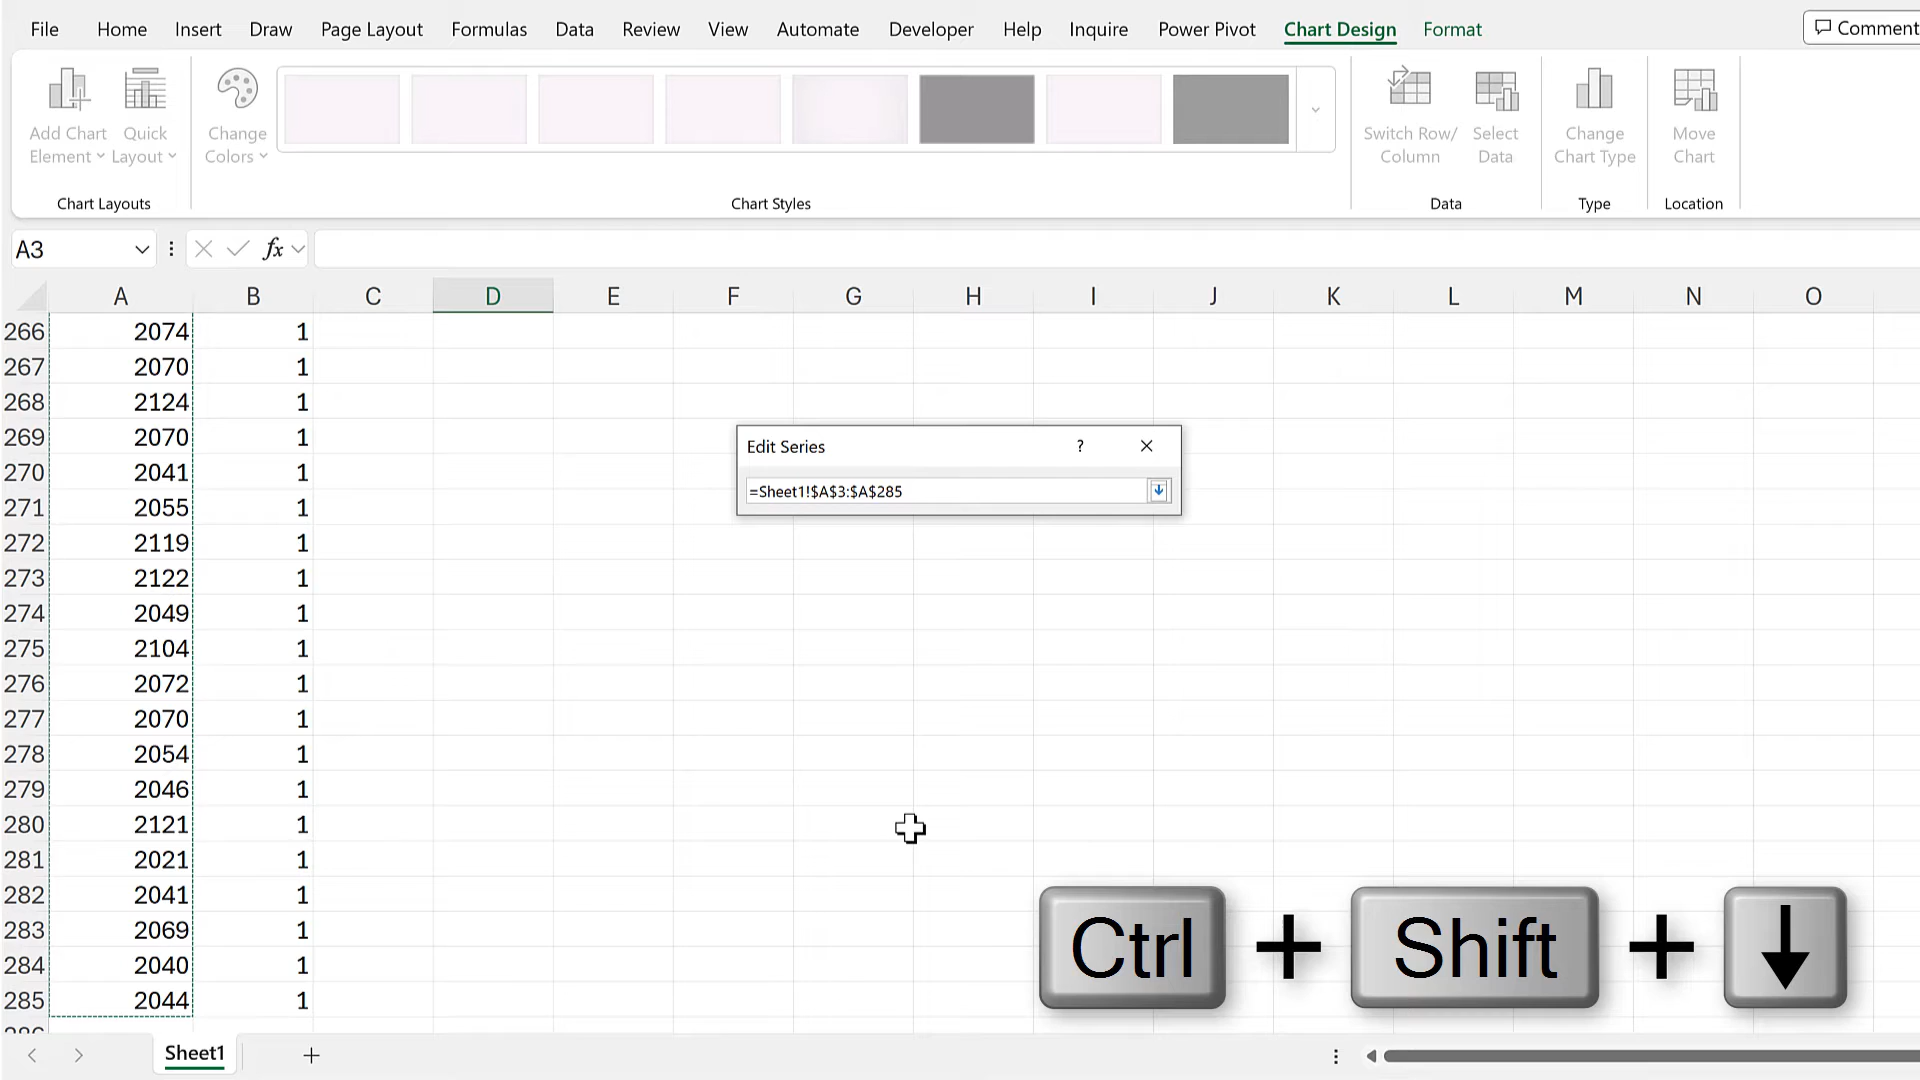 File Home Insert Draw Page Layout Formulas Data Review View Automate Developer Help Inquire Power Pivot Chart Design Format Comment
Add Chart Element
Quick Layout
Change Colors
Switch Row/ Column
Select Data
Change Chart Type
Move Chart
Chart Layouts Chart Styles Data Type Location
A3 fx
A B C D E F G H I J K L M N O
266 2074 1
267 2070 1
268 2124 1
269 2070 1
270 2041 1
271 2055 1
272 2119 1
273 2122 1
274 2049 1
275 2104 1
276 2072 1
277 2070 1
278 2054 1
279 2046 1
280 2121 1
281 2021 1
282 2041 1
283 2069 1
284 2040 1
285 2044 1
Edit Series ?
=Sheet1!$A$3:$A$285
Ctrl + Shift + ↓
Sheet1 +